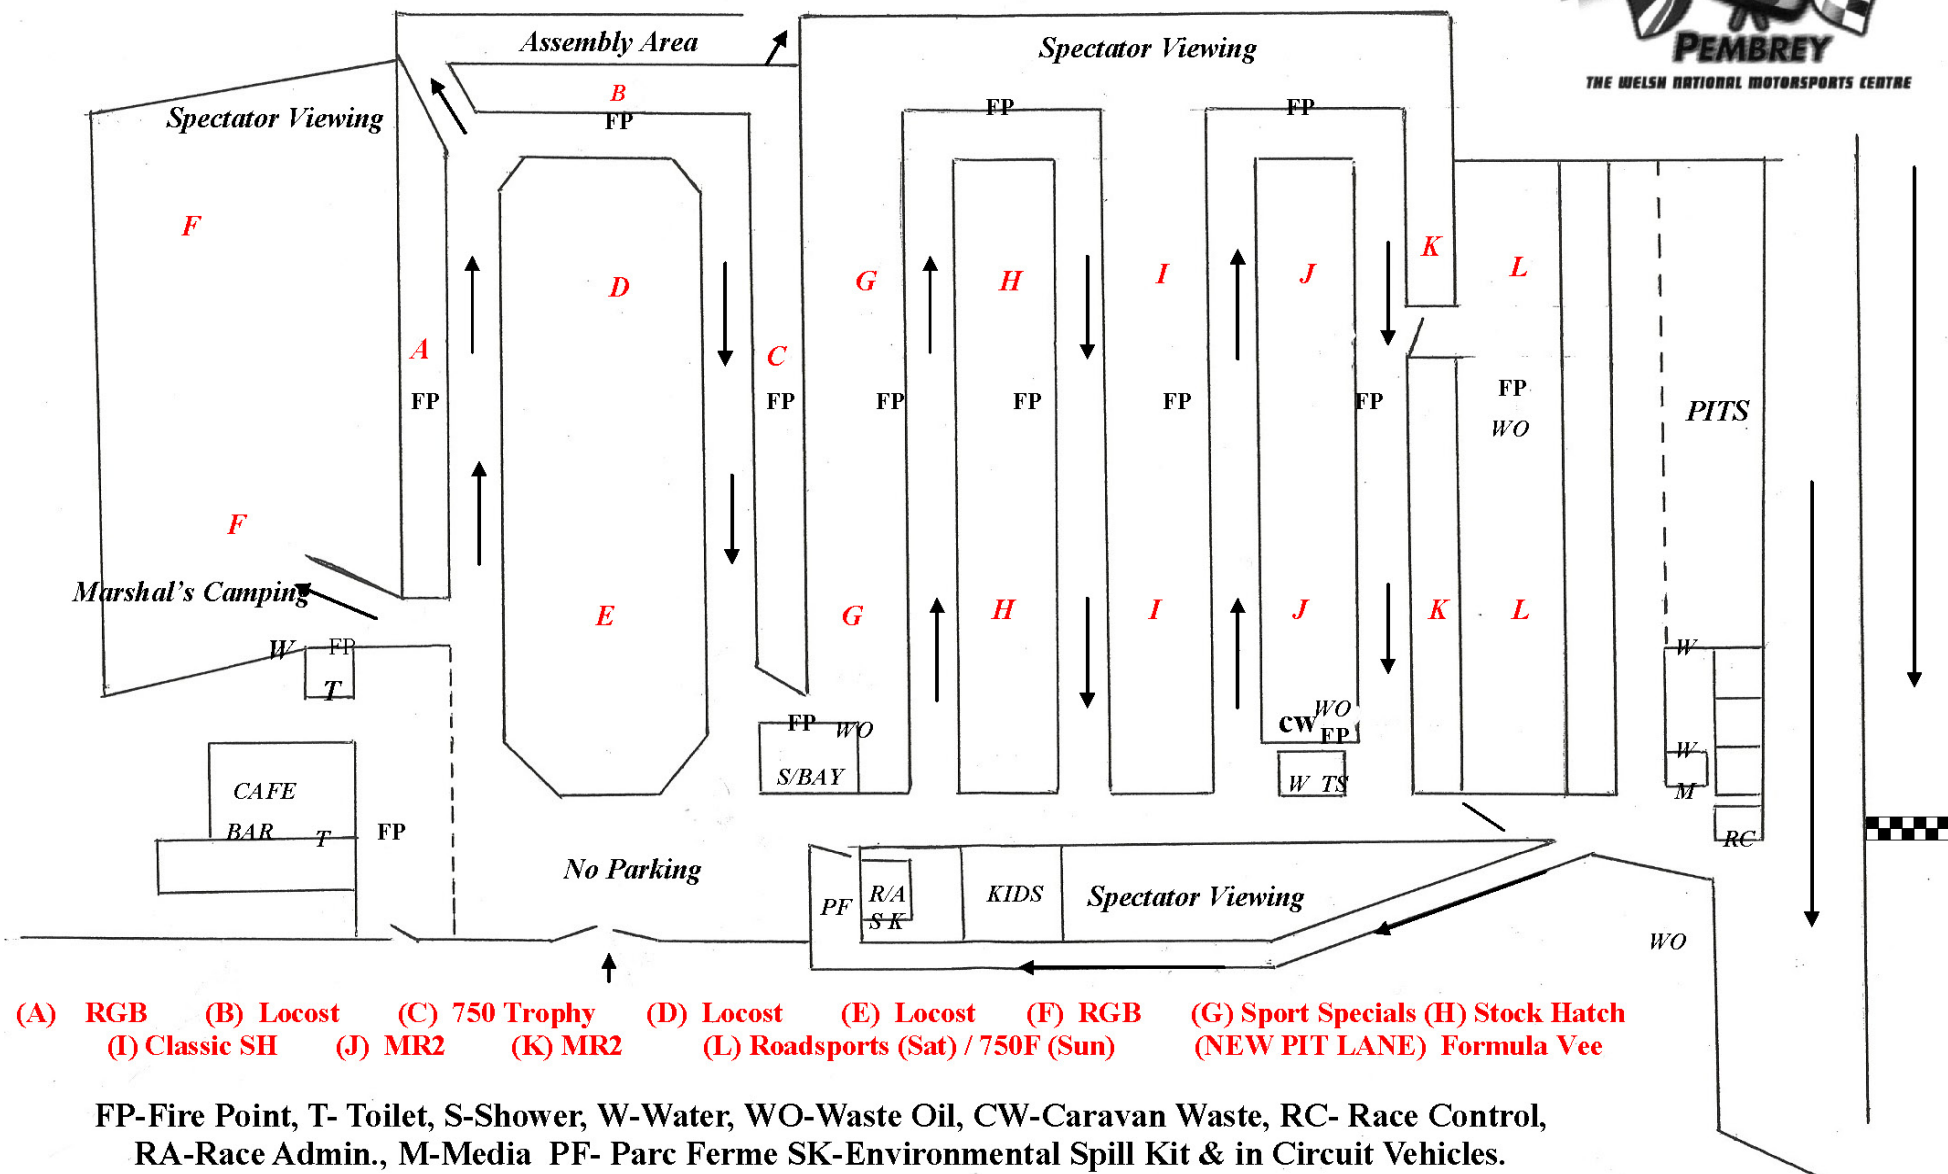 PEMBREY
THE WELSH NATIONAL MOTORSPORTS CENTRE
Assembly Area
Spectator Viewing
B
FP
FP
FP
Spectator Viewing
F
D
G
H
I
J
K
L
A
C
FP
FP
FP
FP
FP
FP
FP
WO
PITS
F
Marshal's Camping
E
G
H
I
J
K
L
W
FP
T
W
FP
WO
S/BAY
WO
CW
FP
W TS
W
M
RC
CAFE
BAR
T
FP
No Parking
PF
R/A
S K
KIDS
Spectator Viewing
WO
(A) RGB (B) Locost (C) 750 Trophy (D) Locost (E) Locost (F) RGB (G) Sport Specials (H) Stock Hatch
(I) Classic SH (J) MR2 (K) MR2 (L) Roadsports (Sat) / 750F (Sun) (NEW PIT LANE) Formula Vee
FP-Fire Point, T- Toilet, S-Shower, W-Water, WO-Waste Oil, CW-Caravan Waste, RC- Race Control,
RA-Race Admin., M-Media PF- Parc Ferme SK-Environmental Spill Kit & in Circuit Vehicles.